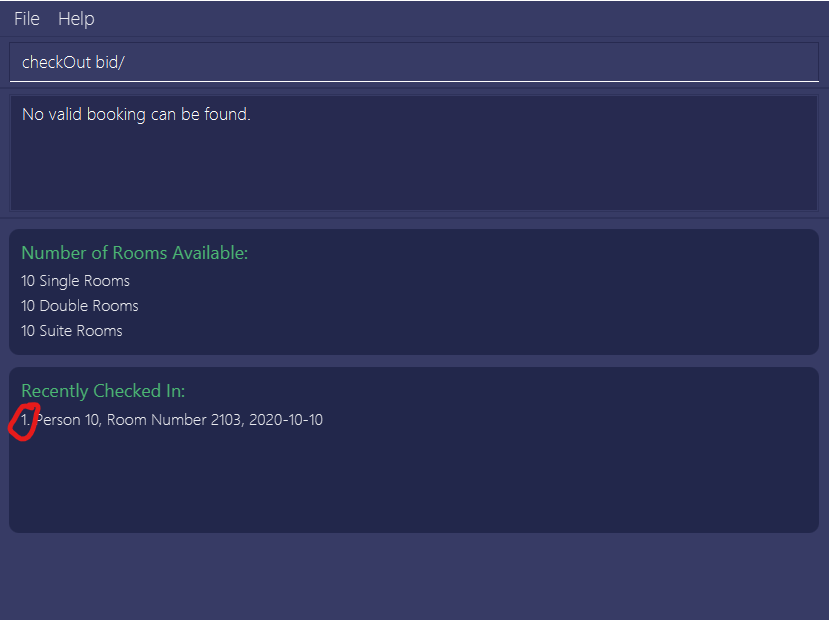 File Help
checkOut bid/
No valid booking can be found.
Number of Rooms Available:
10 Single Rooms
10 Double Rooms
10 Suite Rooms
Recently Checked In:
1. Person 10, Room Number 2103, 2020-10-10